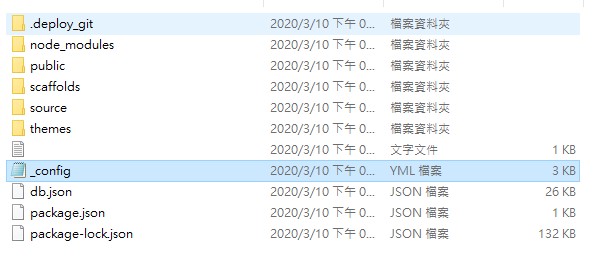 .deploy_git 2020/3/10 下午 0... 檔案資料夾
node_modules 2020/3/10 下午 0... 檔案資料夾
public 2020/3/10 下午 0... 檔案資料夾
scaffolds 2020/3/10 下午 0... 檔案資料夾
source 2020/3/10 下午 0... 檔案資料夾
themes 2020/3/10 下午 0... 檔案資料夾
2020/3/10 下午 0... 文字文件 1 KB
_config 2020/3/10 下午 0... YML 檔案 3 KB
db.json 2020/3/10 下午 0... JSON 檔案 26 KB
package.json 2020/3/10 下午 0... JSON 檔案 1 KB
package-lock.json 2020/3/10 下午 0... JSON 檔案 132 KB